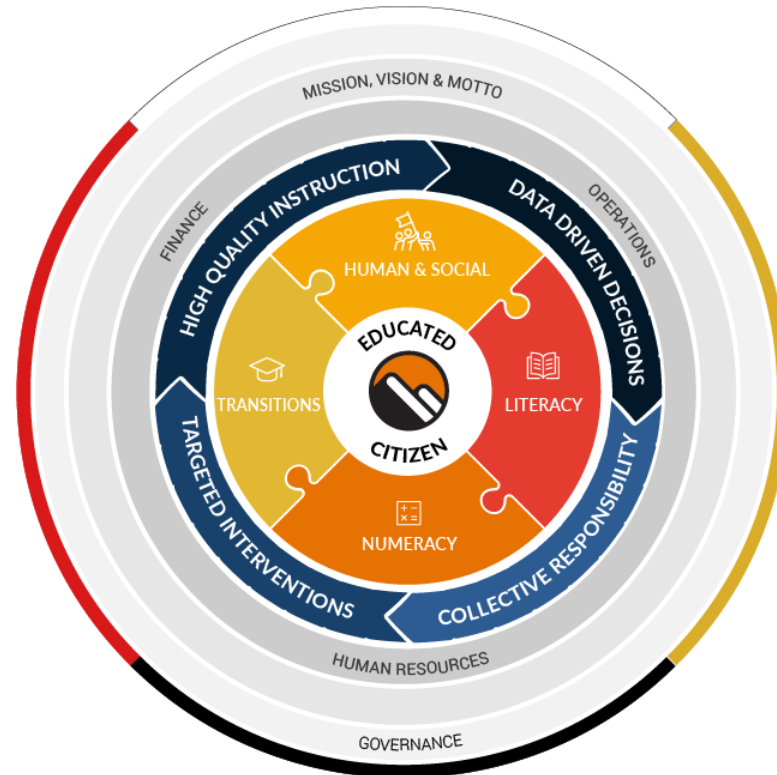 MISSION, VISION & MOTTO
FINANCE
OPERATIONS
HIGH QUALITY INSTRUCTION
DATA DRIVEN DECISIONS
HUMAN & SOCIAL
EDUCATED
TRANSITIONS
LITERACY
CITIZEN
NUMERACY
TARGETED INTERVENTIONS
COLLECTIVE RESPONSIBILITY
HUMAN RESOURCES
GOVERNANCE